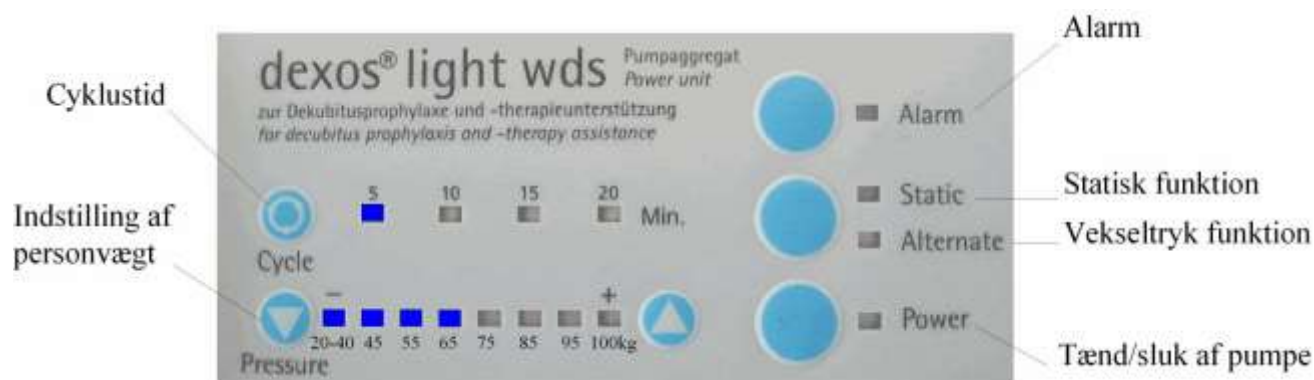 Alarm
dexos® light wds Pumpaggregat
Power unit
zur Dekubitusprophylaxe und -therapieunterstützung
for decubitus prophylaxis and -therapy assistance
Cyklustid
Alarm
5 10 15 20
Min.
Static
Statisk funktion
Indstilling af
personvægt
Cycle
Alternate
Vekseltryk funktion
– +
20-40 45 55 65 75 85 95 100kg
Pressure
Power
Tænd/sluk af pumpe